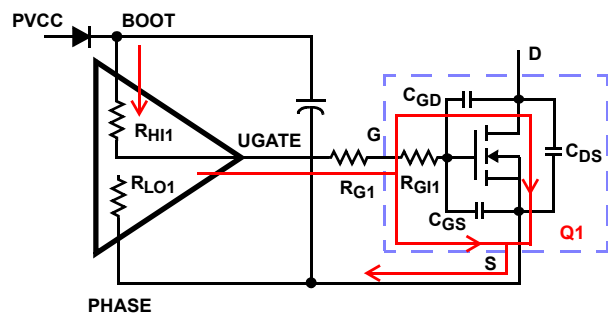 PVCC
BOOT
D
CGD
RHI1
UGATE
G
CDS
RLO1
RG1
RGI1
CGS
Q1
S
PHASE